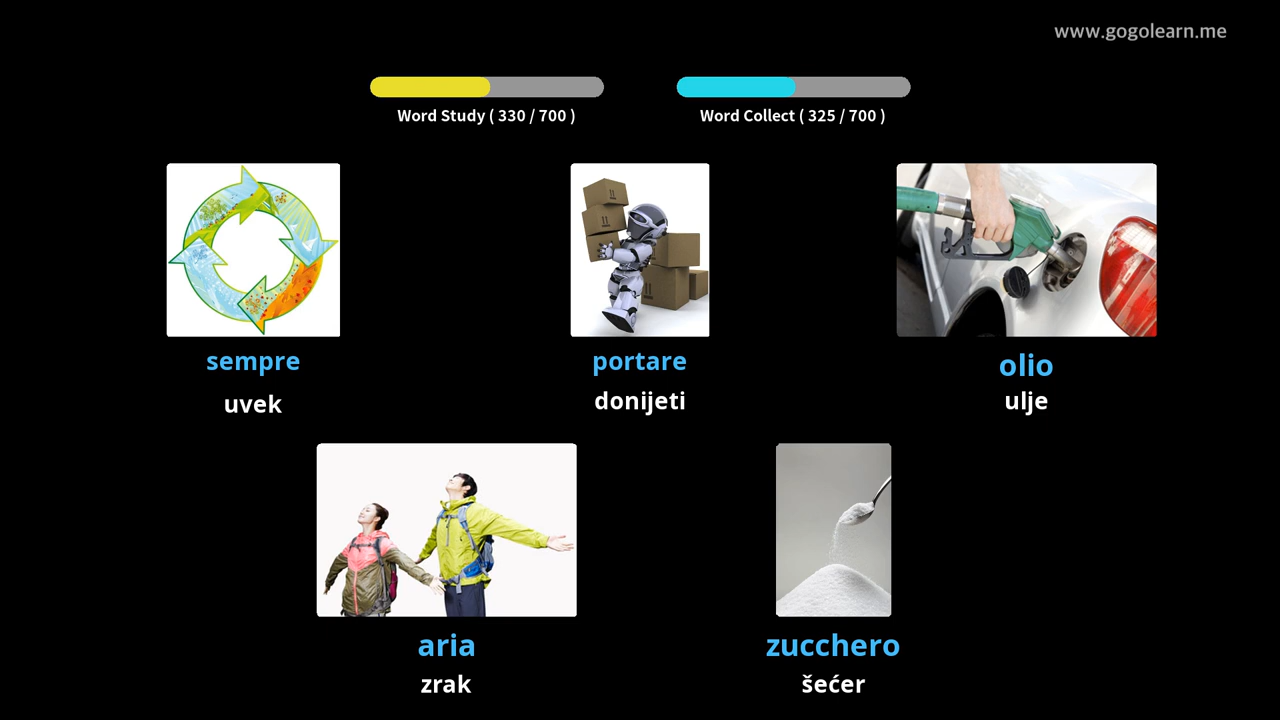 www.gogolearn.me
Word Study ( 330 / 700 )
Word Collect ( 325 / 700 )
sempre
uvek
portare
donijeti
olio
ulje
aria
zrak
zucchero
šećer